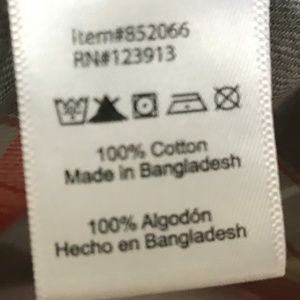 Item#852066
RN#123913
100% Cotton
Made in Bangladesh
100% Algodón
Hecho en Bangladesh